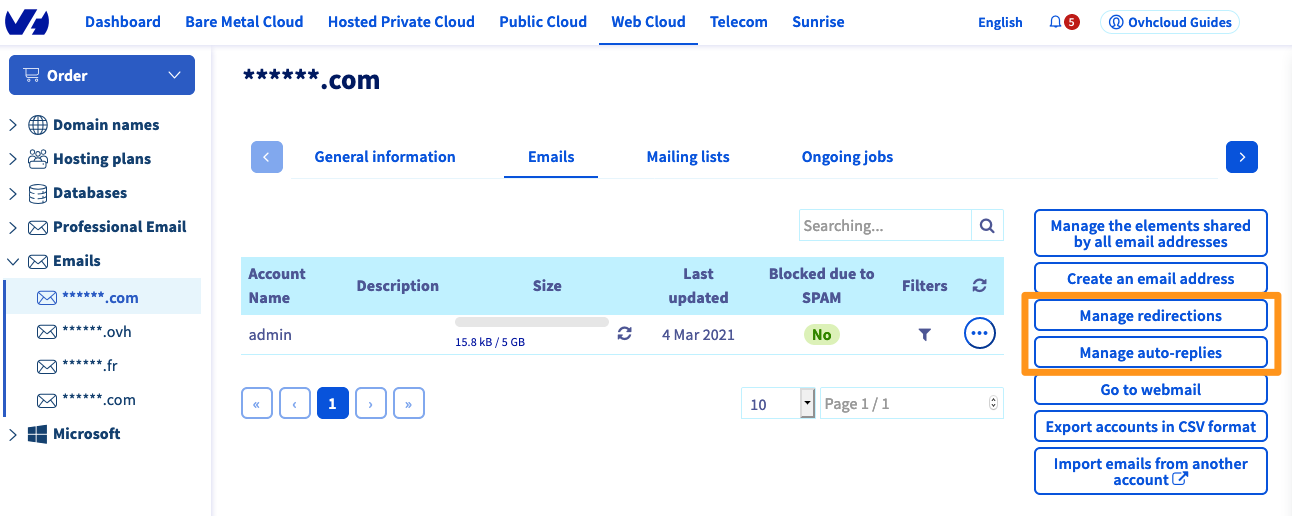 Dashboard Bare Metal Cloud Hosted Private Cloud Public Cloud Web Cloud Telecom Sunrise English 5 Ovhcloud Guides
Order
Domain names
Hosting plans
Databases
Professional Email
Emails
******.com
******.ovh
******.fr
******.com
Microsoft
******.com
General information Emails Mailing lists Ongoing jobs
Searching...
Account Name Description Size Last updated Blocked due to SPAM Filters
admin 15.8 kB / 5 GB 4 Mar 2021 No
« ‹ 1 › » 10 Page 1 / 1
Manage the elements shared
by all email addresses
Create an email address
Manage redirections
Manage auto-replies
Go to webmail
Export accounts in CSV format
Import emails from another
account